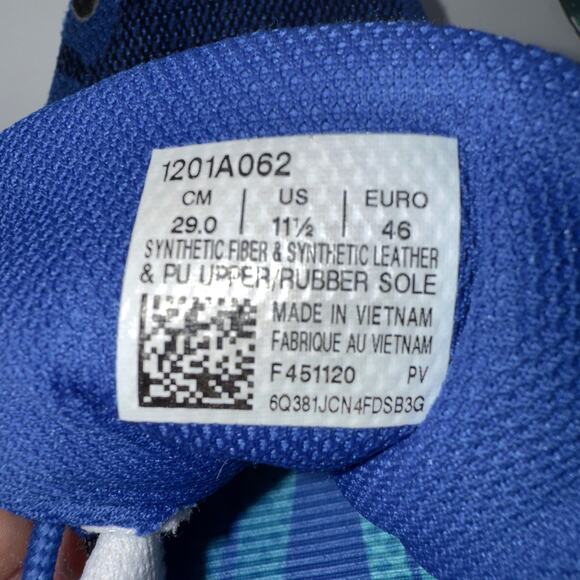 1201A062
CM | US | EURO
29.0 | 11½ | 46
SYNTHETIC FIBER & SYNTHETIC LEATHER
& PU UPPER/RUBBER SOLE
MADE IN VIETNAM
FABRIQUE AU VIETNAM
F 451120 PV
6Q381JCN4FDSB3G